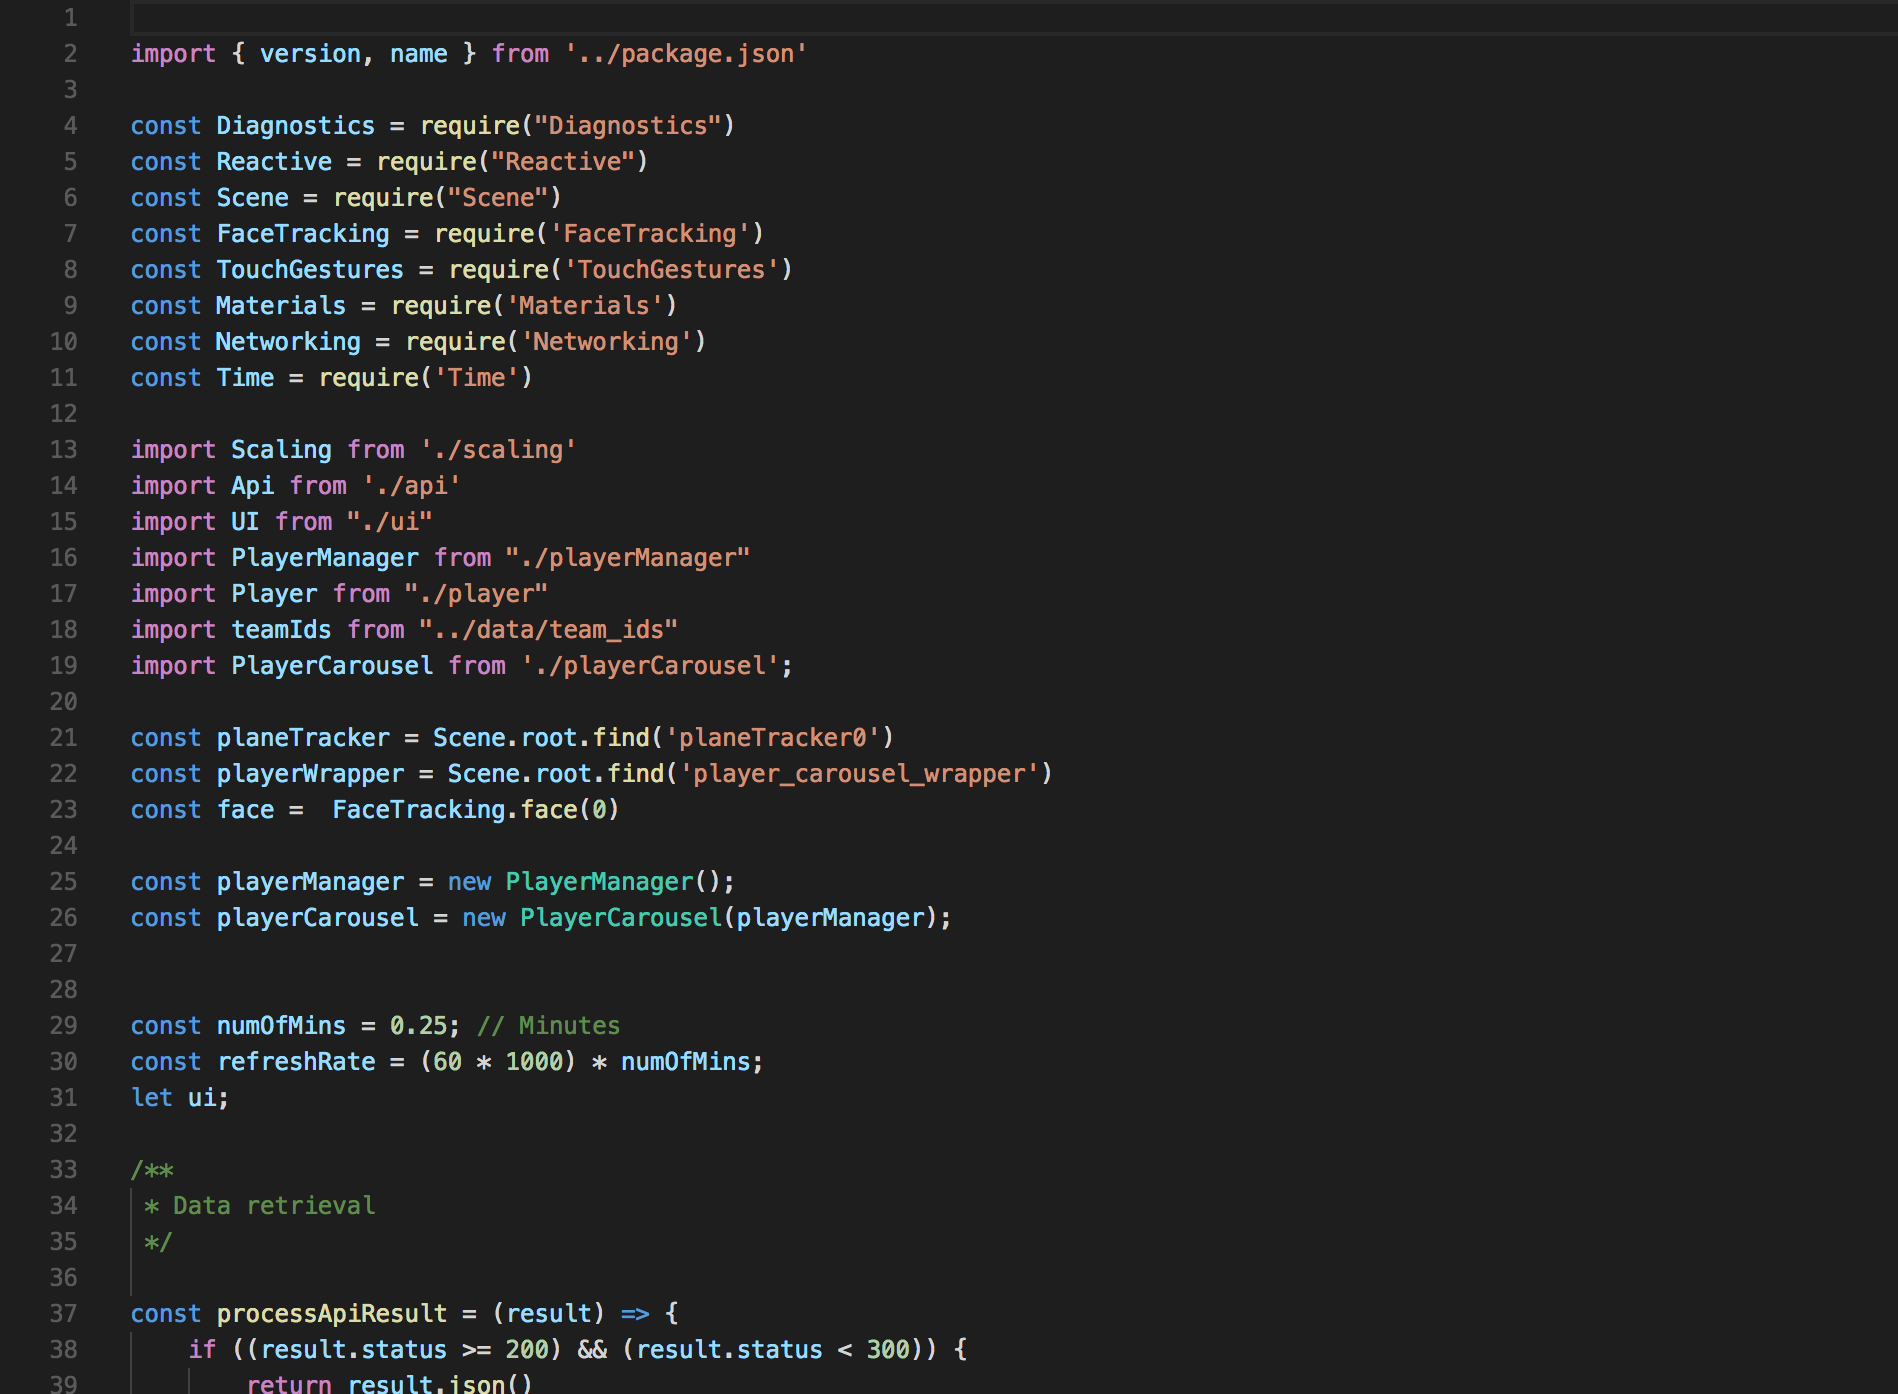 1
2 import { version, name } from '../package.json'
3
4 const Diagnostics = require("Diagnostics")
5 const Reactive = require("Reactive")
6 const Scene = require("Scene")
7 const FaceTracking = require('FaceTracking')
8 const TouchGestures = require('TouchGestures')
9 const Materials = require('Materials')
10 const Networking = require('Networking')
11 const Time = require('Time')
12
13 import Scaling from './scaling'
14 import Api from './api'
15 import UI from "./ui"
16 import PlayerManager from "./playerManager"
17 import Player from "./player"
18 import teamIds from "../data/team_ids"
19 import PlayerCarousel from './playerCarousel';
20
21 const planeTracker = Scene.root.find('planeTracker0')
22 const playerWrapper = Scene.root.find('player_carousel_wrapper')
23 const face =  FaceTracking.face(0)
24
25 const playerManager = new PlayerManager();
26 const playerCarousel = new PlayerCarousel(playerManager);
27
28
29 const numOfMins = 0.25; // Minutes
30 const refreshRate = (60 * 1000) * numOfMins;
31 let ui;
32
33 /**
34  * Data retrieval
35  */
36
37 const processApiResult = (result) => {
38     if ((result.status >= 200) && (result.status < 300)) {
39         return result.json()